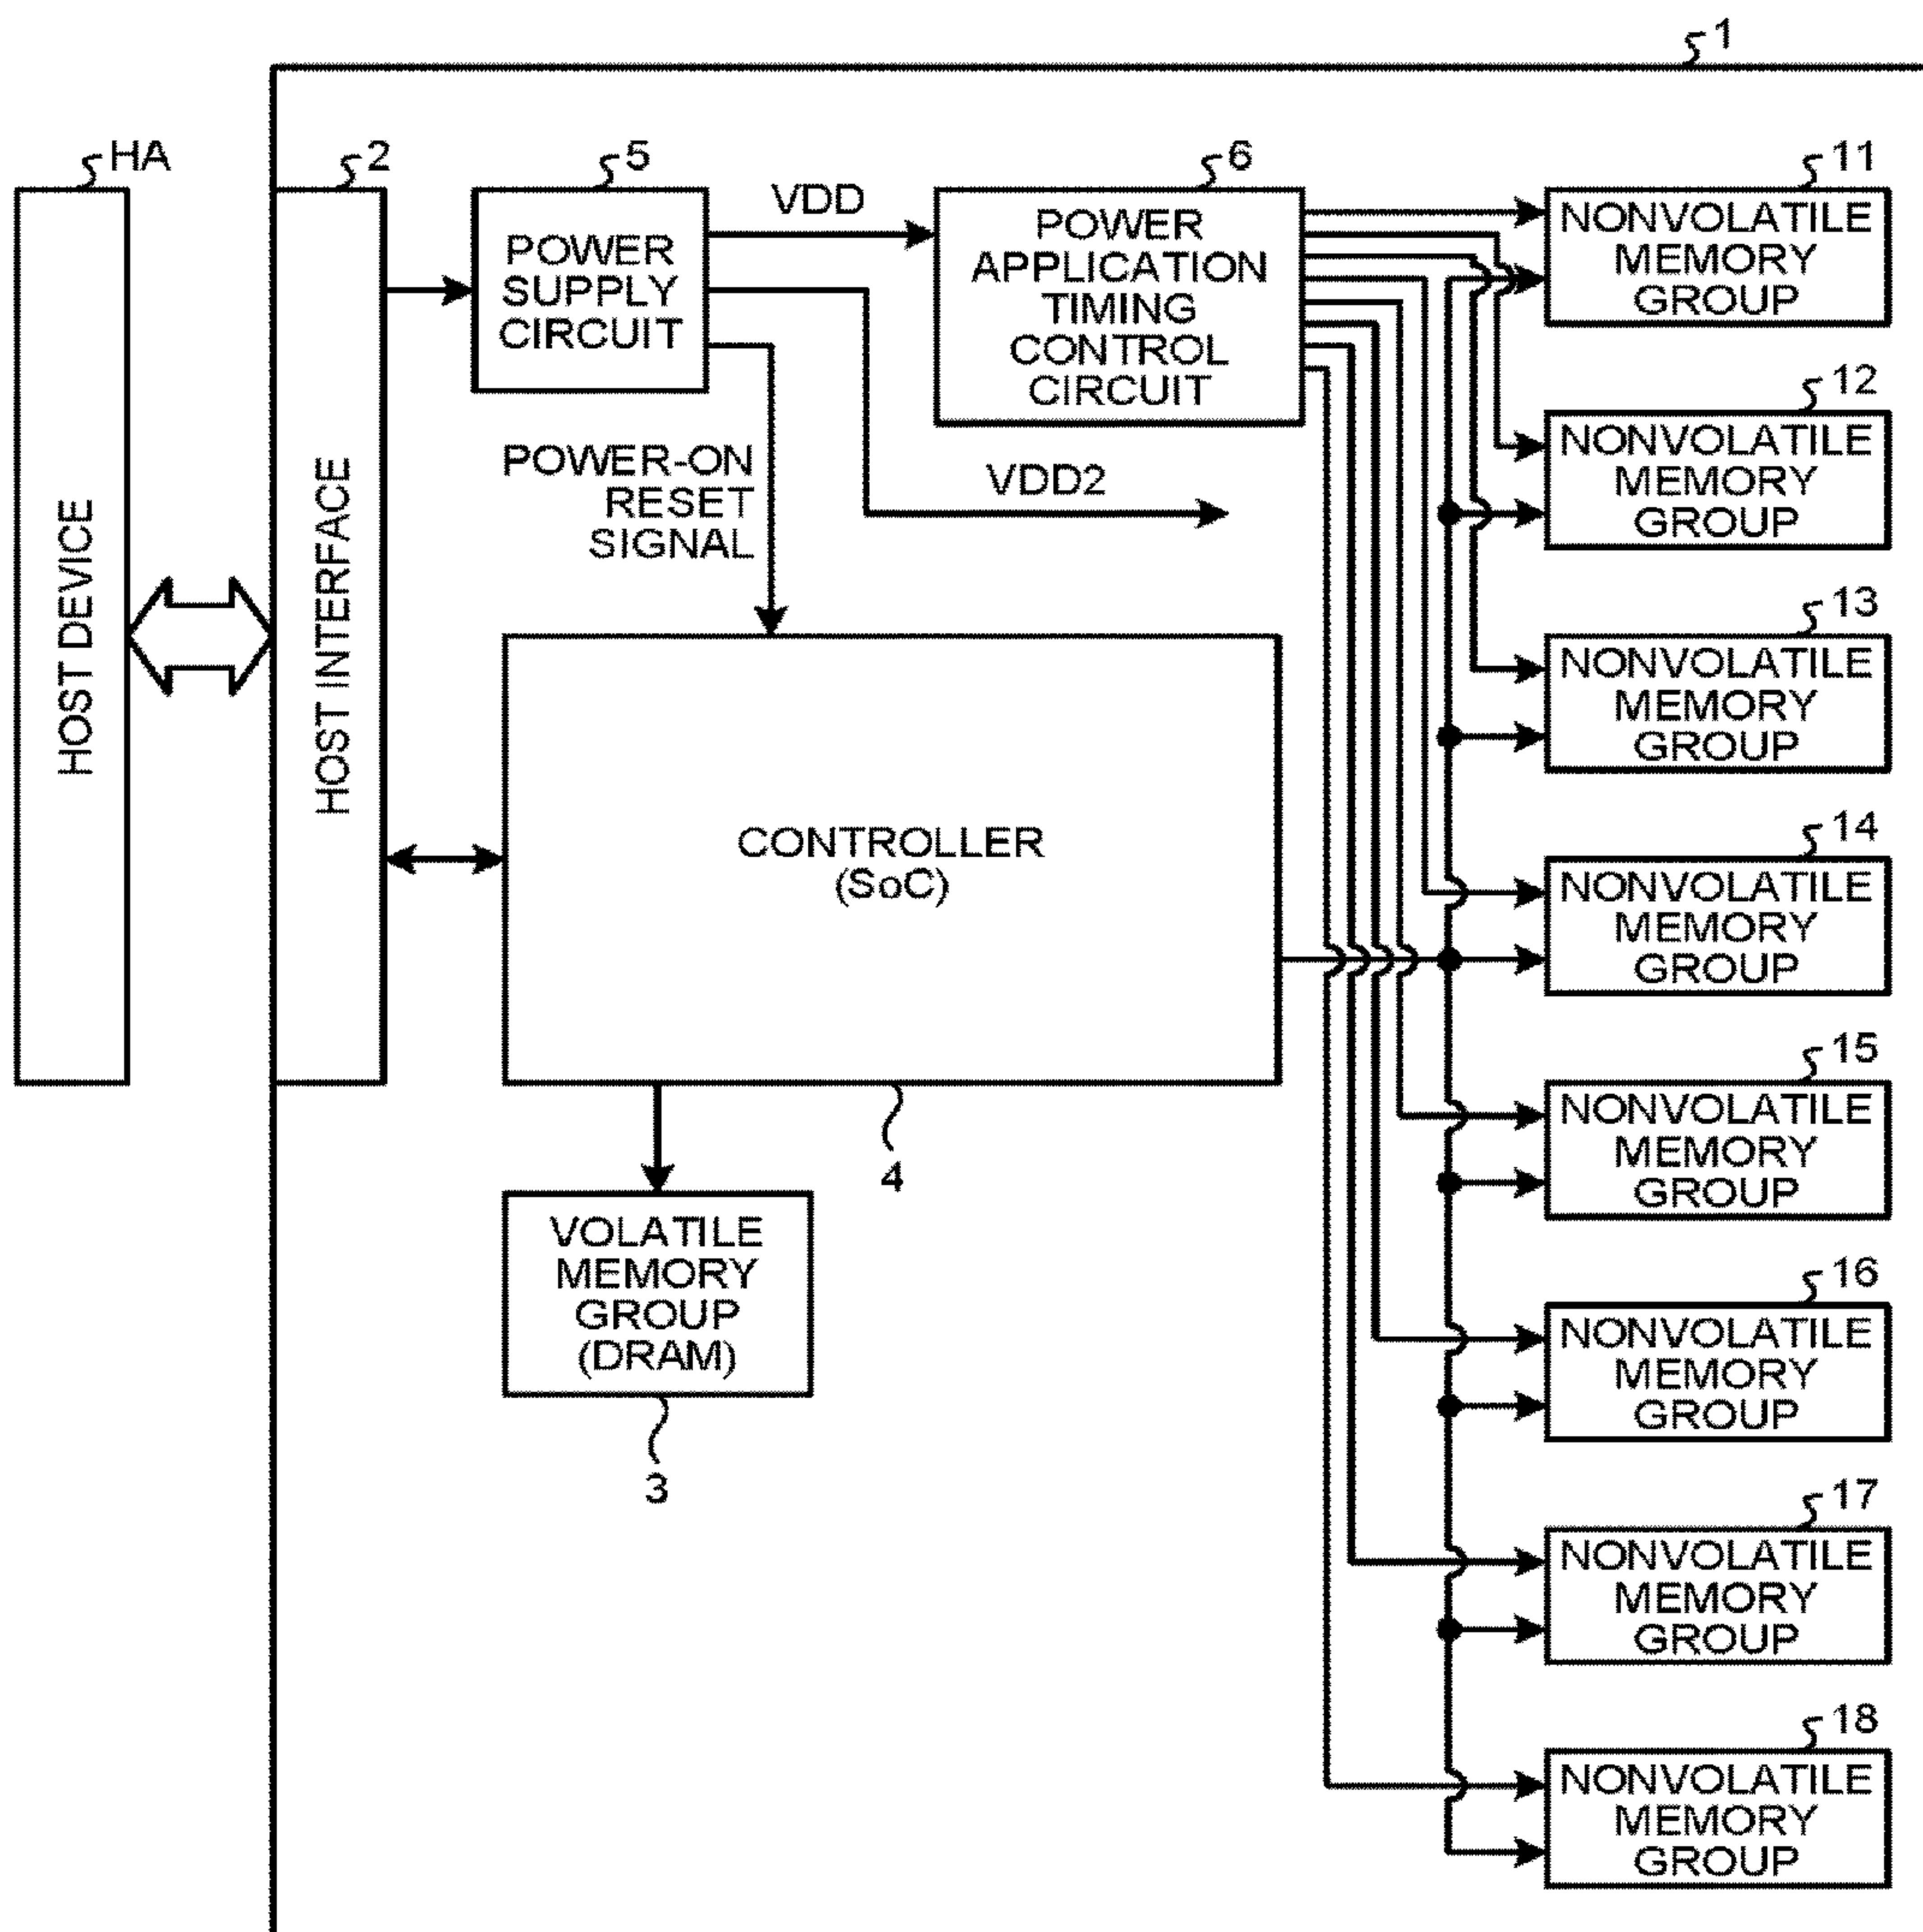 1
HA
2
5
6
11
VDD
HOST DEVICE
HOST INTERFACE
POWER
SUPPLY
CIRCUIT
POWER
APPLICATION
TIMING
CONTROL
CIRCUIT
NONVOLATILE
MEMORY
GROUP
12
NONVOLATILE
MEMORY
GROUP
POWER-ON
RESET
SIGNAL
VDD2
13
NONVOLATILE
MEMORY
GROUP
CONTROLLER
(SoC)
14
NONVOLATILE
MEMORY
GROUP
15
NONVOLATILE
MEMORY
GROUP
4
VOLATILE
MEMORY
GROUP
(DRAM)
3
16
NONVOLATILE
MEMORY
GROUP
17
NONVOLATILE
MEMORY
GROUP
18
NONVOLATILE
MEMORY
GROUP